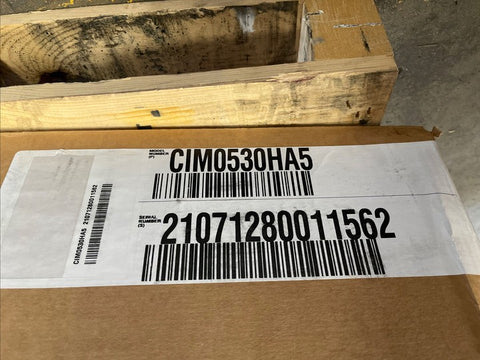 MODEL
NUMBER
(P)
CIM0530HA5
SERIAL
NUMBER
(S)
21071280011562
CIM0530HA5 21071280011562